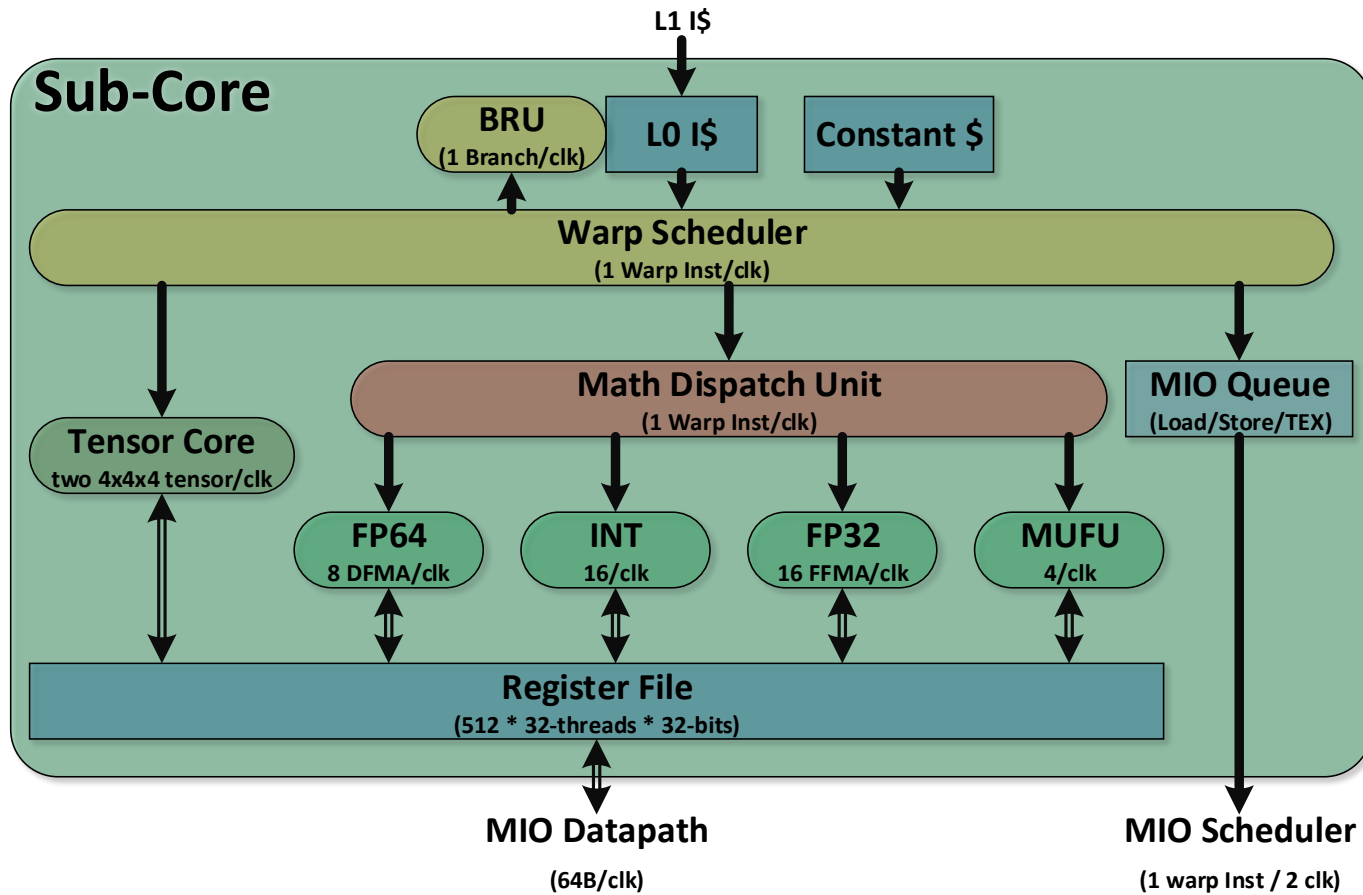 L1 I$
Sub-Core
BRU
(1 Branch/clk)
L0 I$
Constant $
Warp Scheduler
(1 Warp Inst/clk)
Math Dispatch Unit
(1 Warp Inst/clk)
MIO Queue
(Load/Store/TEX)
Tensor Core
two 4x4x4 tensor/clk
FP64
8 DFMA/clk
INT
16/clk
FP32
16 FFMA/clk
MUFU
4/clk
Register File
(512 * 32-threads * 32-bits)
MIO Datapath
(64B/clk)
MIO Scheduler
(1 warp Inst / 2 clk)